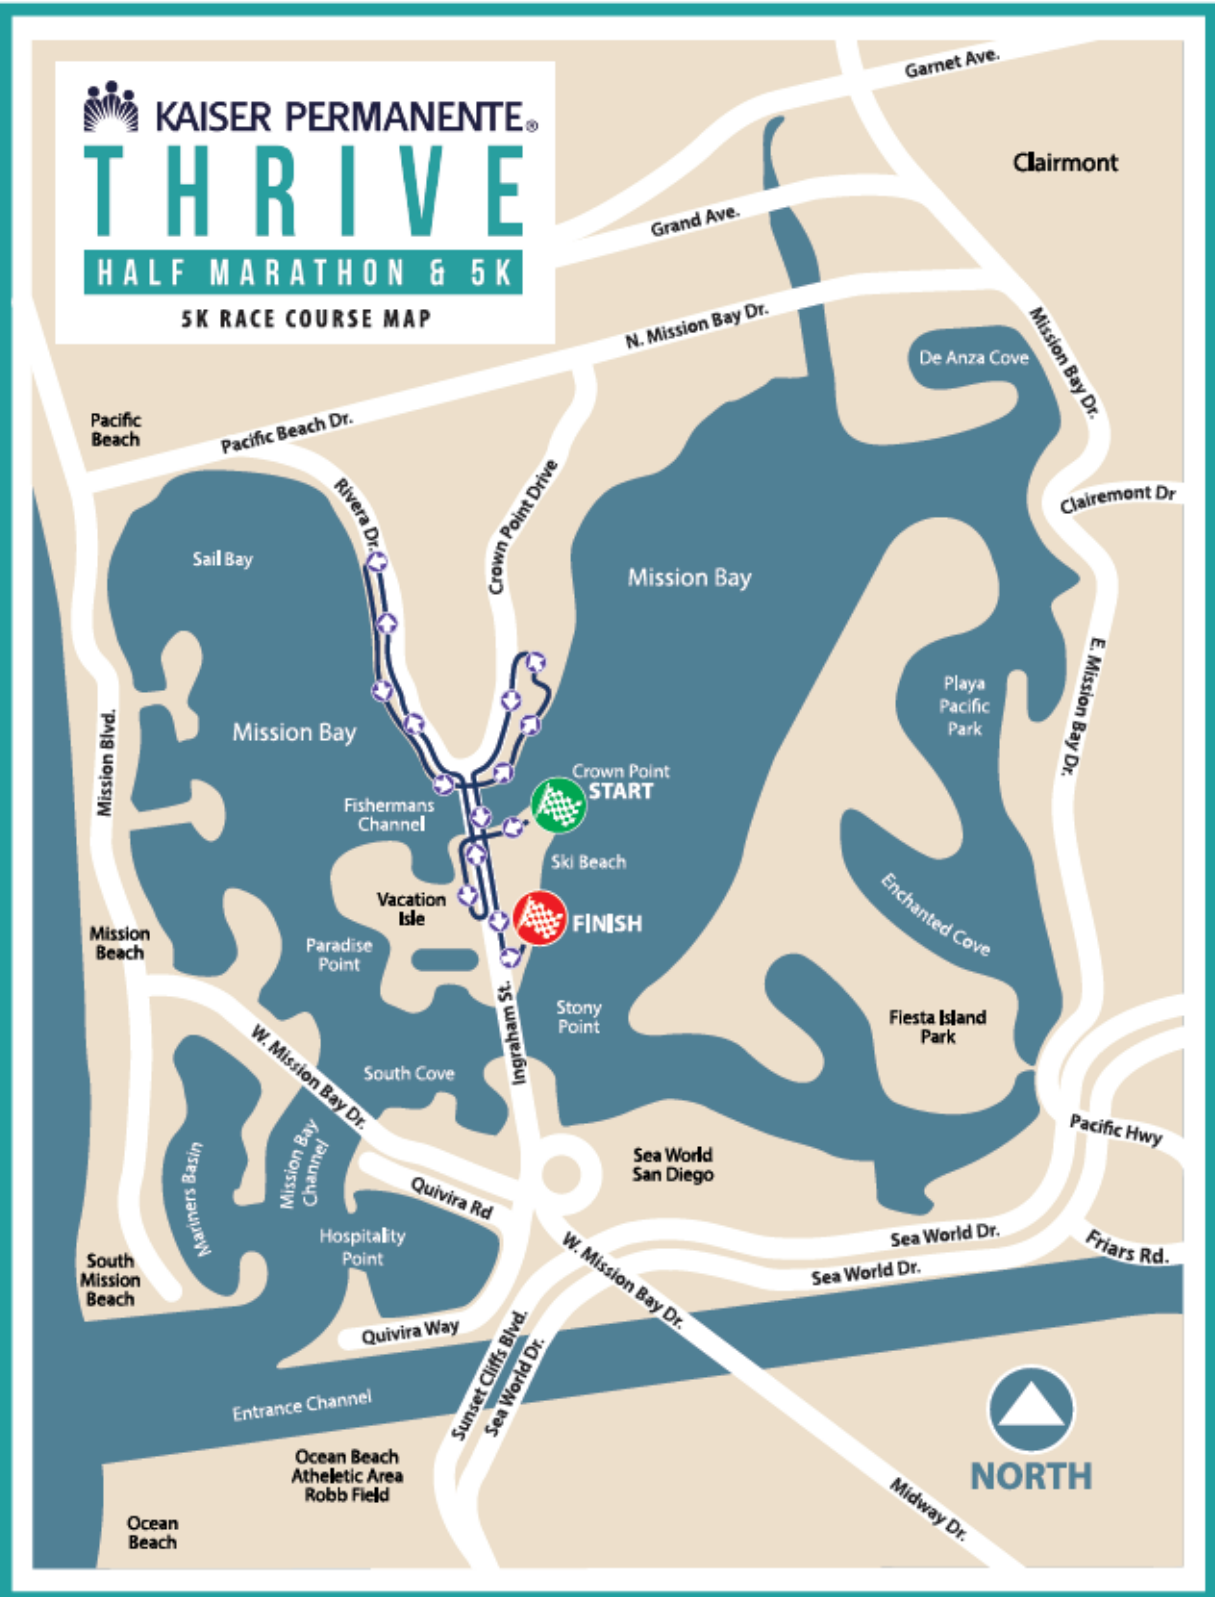 KAISER PERMANENTE®
THRIVE
HALF MARATHON & 5K
5K RACE COURSE MAP
Garnet Ave.
Clairmont
Grand Ave.
N. Mission Bay Dr.
Mission Bay Dr.
De Anza Cove
Pacific
Beach
Pacific Beach Dr.
Rivera Dr.
Crown Point Drive
Clairemont Dr
Sail Bay
Mission Bay
E. Mission Bay Dr.
Playa
Pacific
Park
Mission Blvd.
Mission Bay
Crown Point
START
Fishermans
Channel
Ski Beach
Vacation
Isle
FINISH
Enchanted Cove
Mission
Beach
Paradise
Point
Ingraham St.
Stony
Point
Fiesta Island
Park
W. Mission Bay Dr.
South Cove
Pacific Hwy
Mariners Basin
Mission Bay
Channel
Sea World
San Diego
Quivira Rd
Hospitality
Point
Sea World Dr.
Friars Rd.
South
Mission
Beach
W. Mission Bay Dr.
Sea World Dr.
Quivira Way
Sunset Cliffs Blvd.
Sea World Dr.
Entrance Channel
Ocean Beach
Atheletic Area
Robb Field
NORTH
Midway Dr.
Ocean
Beach